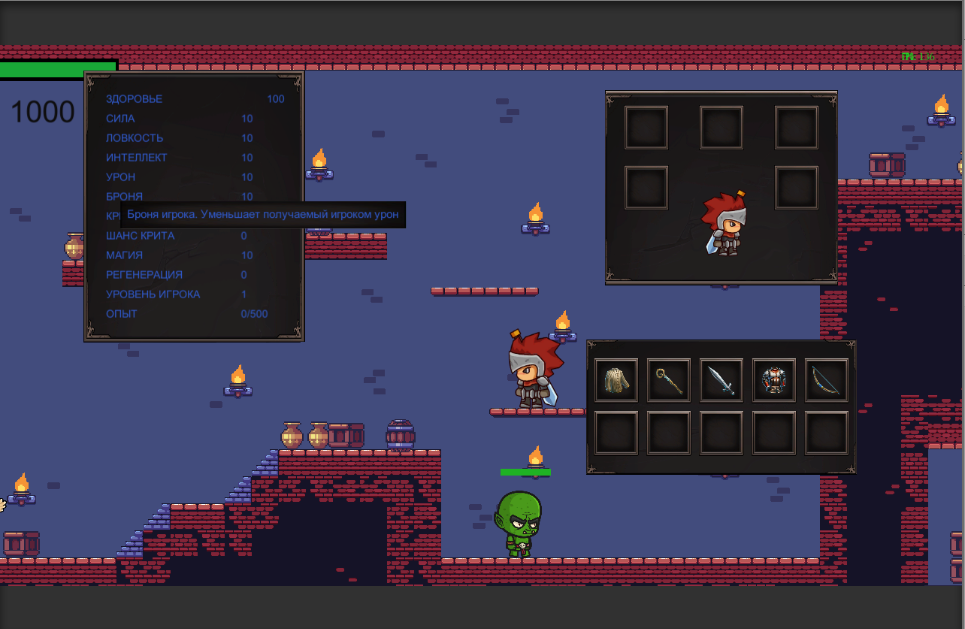 1000
ЗДОРОВЬЕ 100
СИЛА 10
ЛОВКОСТЬ 10
ИНТЕЛЛЕКТ 10
УРОН 10
БРОНЯ 10
Броня игрока. Уменьшает получаемый игроком урон
ШАНС КРИТА 0
МАГИЯ 10
РЕГЕНЕРАЦИЯ 0
УРОВЕНЬ ИГРОКА 1
ОПЫТ 0/500
FPS: